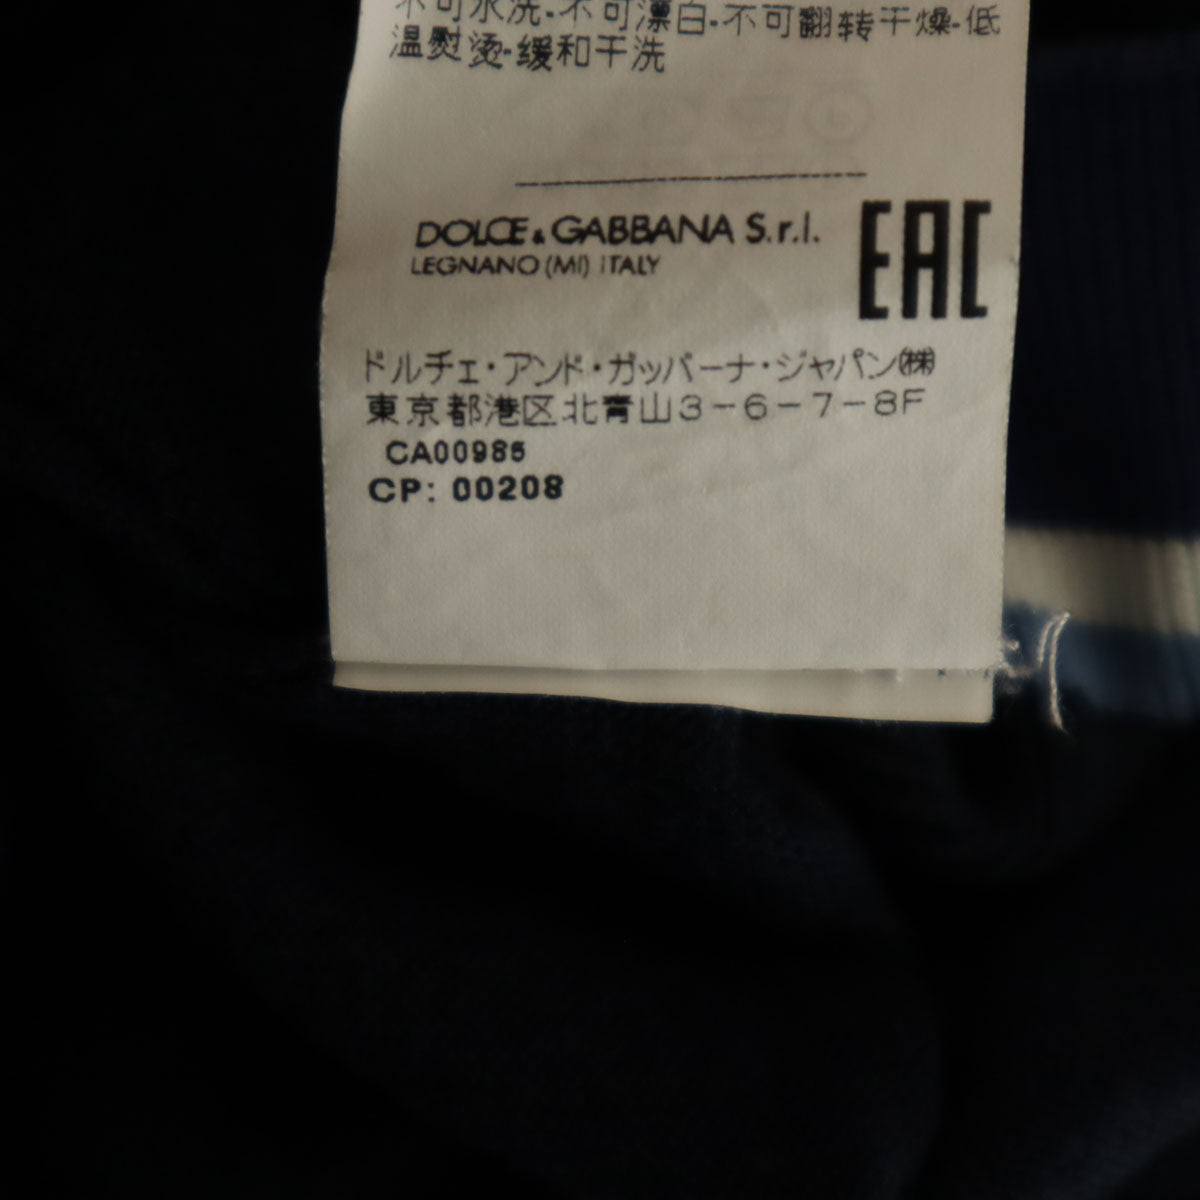 不可水洗-不可漂白-不可翻转干燥-低
温熨烫-缓和干洗
DOLCE & GABBANA S.r.l.
LEGNANO (MI) ITALY
EAC
ドルチェ・アンド・ガッバーナ・ジャパン㈱
東京都港区北青山3-6-7-8F
CA00985
CP: 00208